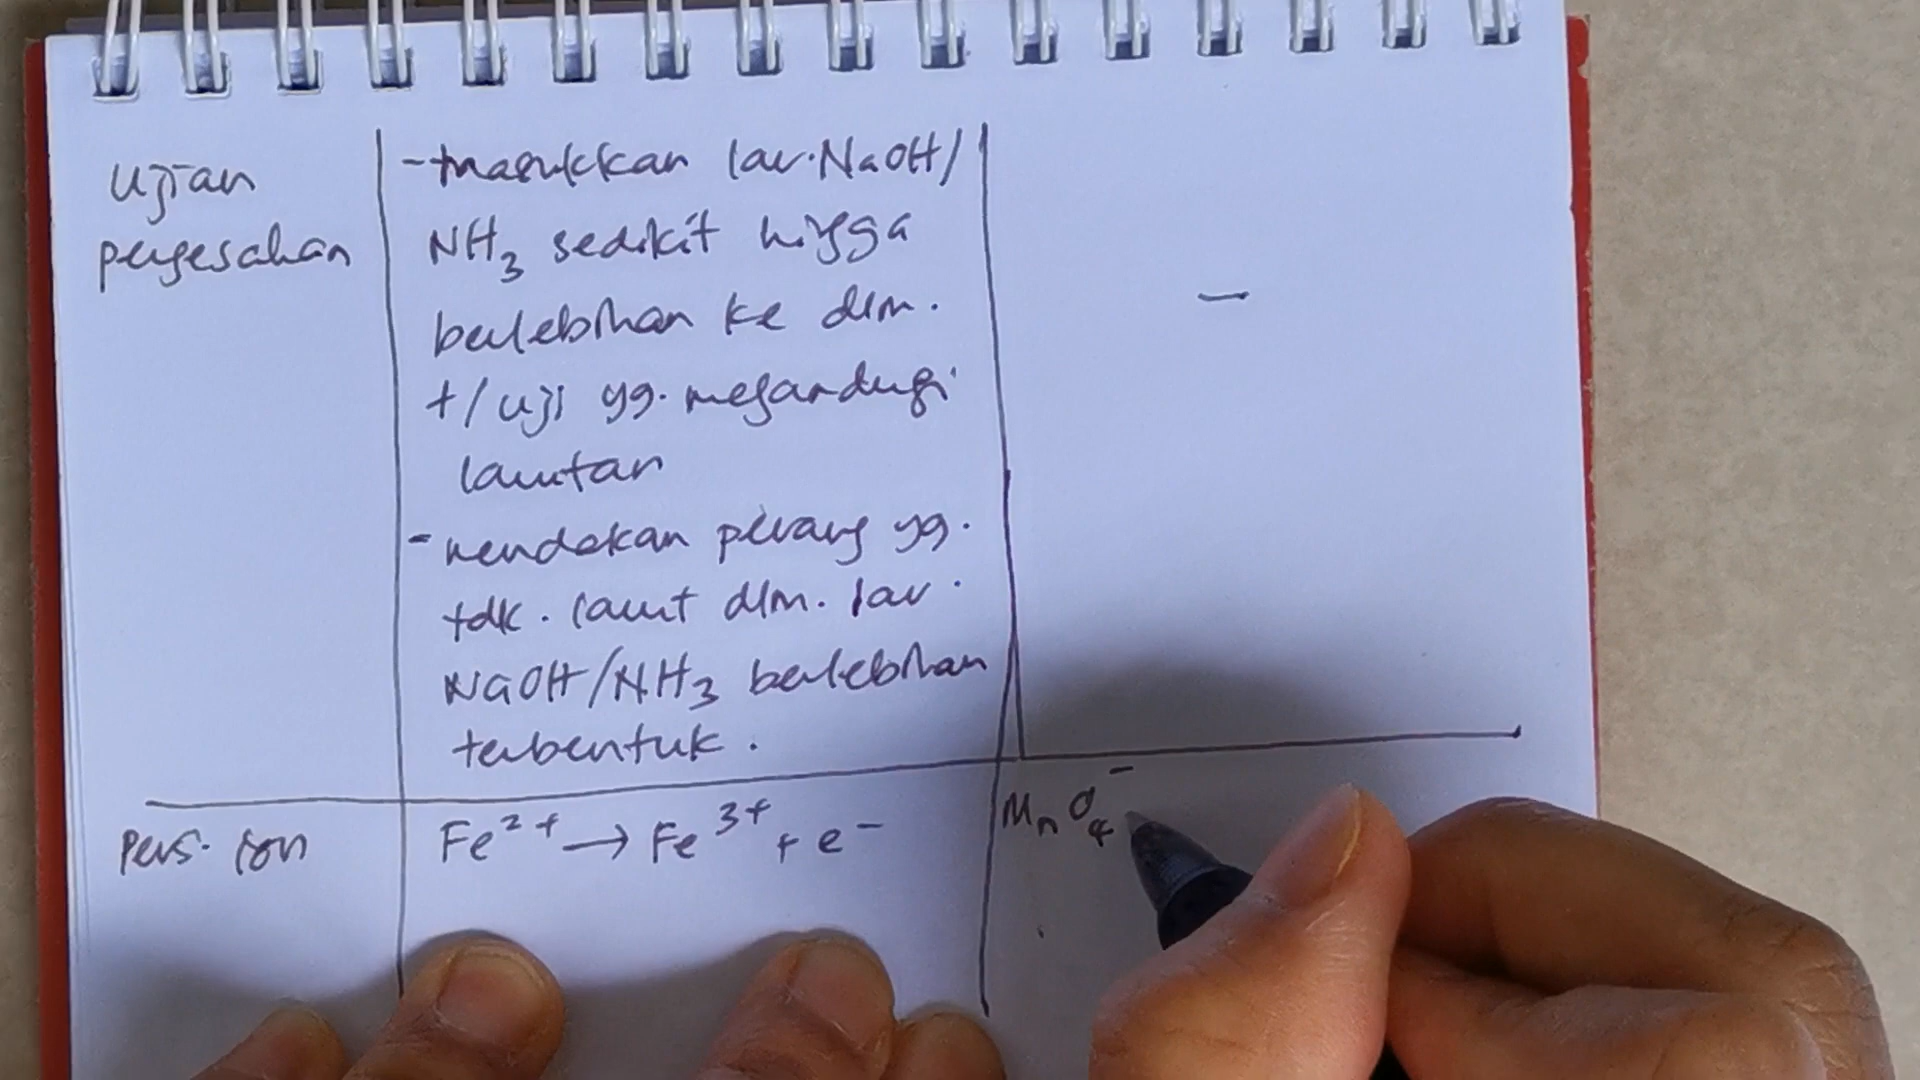 Ujian
pengesahan
- masukkan lar. NaOH/
NH₃ sedikit hingga
berlebihan ke dlm.
t/uji yg. mengandungi
larutan
- mendakan perang yg.
tdk. larut dlm. lar.
NaOH/NH₃ berlebihan
terbentuk.
-
Pers. ion
Fe²⁺ → Fe³⁺ + e⁻
MnO₄⁻